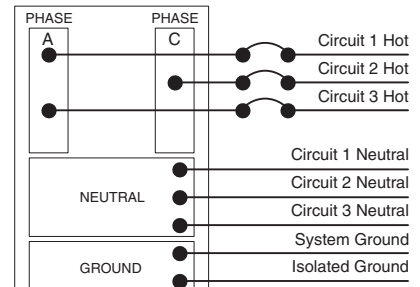 PHASE
A
PHASE
C
Circuit 1 Hot
Circuit 2 Hot
Circuit 3 Hot
NEUTRAL
Circuit 1 Neutral
Circuit 2 Neutral
Circuit 3 Neutral
GROUND
System Ground
Isolated Ground